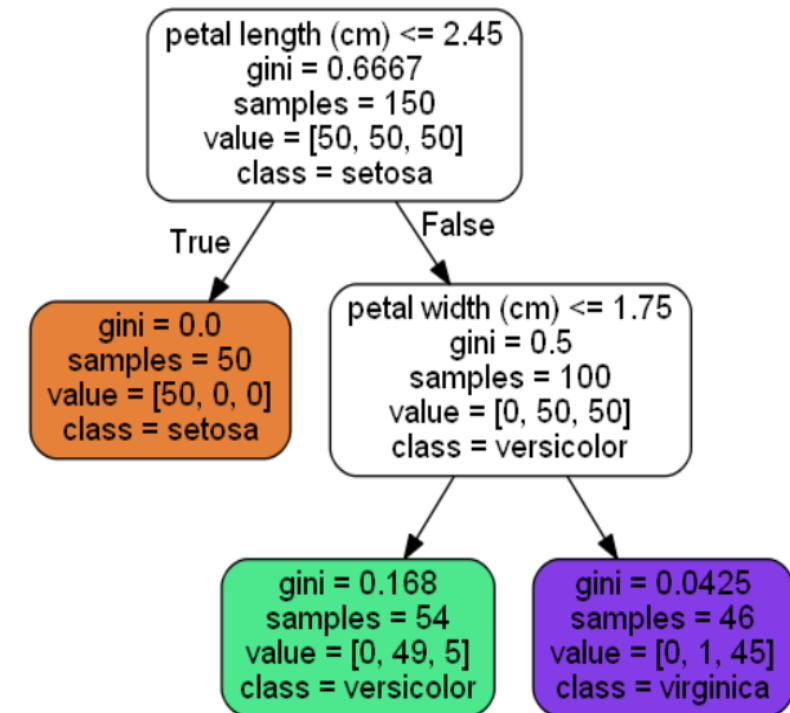 petal length (cm) <= 2.45
gini = 0.6667
samples = 150
value = [50, 50, 50]
class = setosa
True
False
gini = 0.0
samples = 50
value = [50, 0, 0]
class = setosa
petal width (cm) <= 1.75
gini = 0.5
samples = 100
value = [0, 50, 50]
class = versicolor
gini = 0.168
samples = 54
value = [0, 49, 5]
class = versicolor
gini = 0.0425
samples = 46
value = [0, 1, 45]
class = virginica